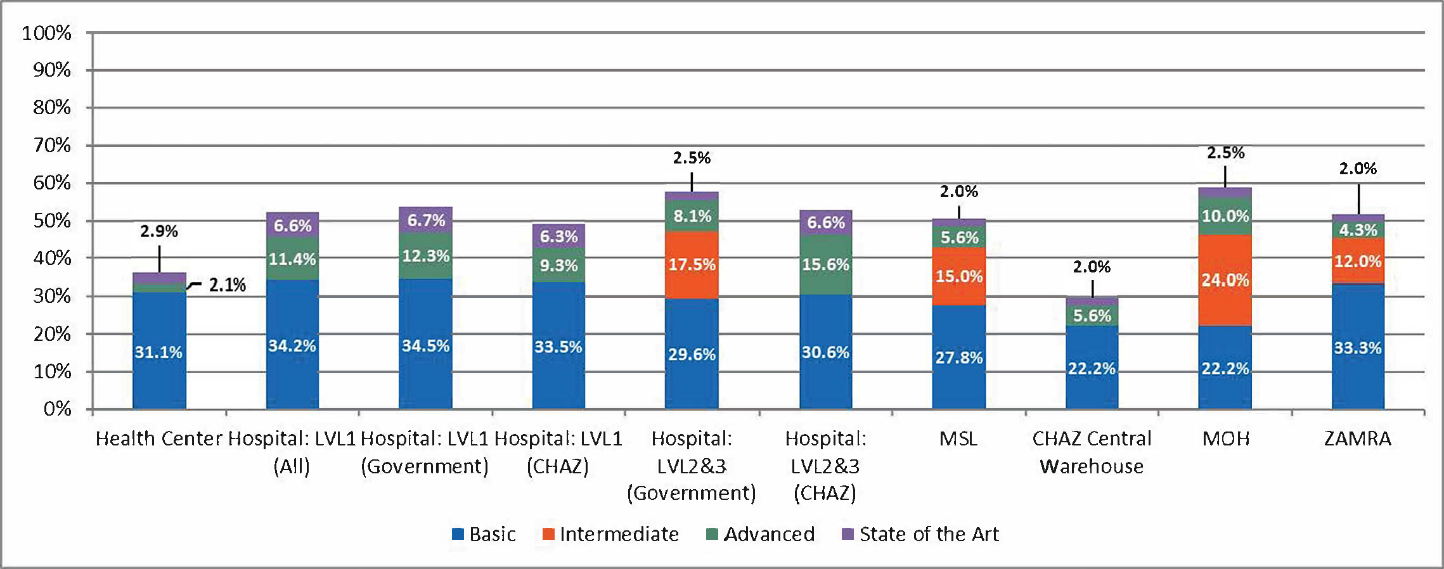 100%
90%
80%
70%
60%
50%
40%
30%
20%
10%
0%
2.9%
2.1%
31.1%
6.6%
11.4%
34.2%
6.7%
12.3%
34.5%
6.3%
9.3%
33.5%
2.5%
8.1%
17.5%
29.6%
6.6%
15.6%
30.6%
2.0%
5.6%
15.0%
27.8%
2.0%
5.6%
22.2%
2.5%
10.0%
24.0%
22.2%
2.0%
4.3%
12.0%
33.3%
Health Center
Hospital: LVL1
(All)
Hospital: LVL1
(Government)
Hospital: LVL1
(CHAZ)
Hospital:
LVL2&3
(Government)
Hospital:
LVL2&3
(CHAZ)
MSL
CHAZ Central
Warehouse
MOH
ZAMRA
Basic Intermediate Advanced State of the Art